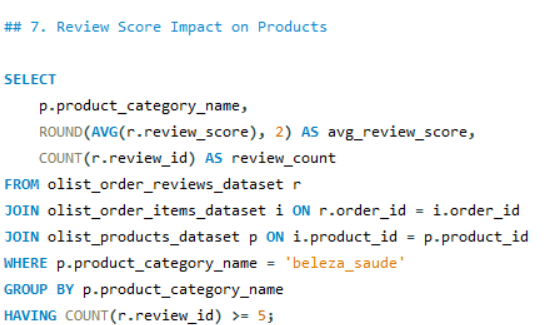 ## 7. Review Score Impact on Products
SELECT
p.product_category_name,
ROUND(AVG(r.review_score), 2) AS avg_review_score,
COUNT(r.review_id) AS review_count
FROM olist_order_reviews_dataset r
JOIN olist_order_items_dataset i ON r.order_id = i.order_id
JOIN olist_products_dataset p ON i.product_id = p.product_id
WHERE p.product_category_name = 'beleza_saude'
GROUP BY p.product_category_name
HAVING COUNT(r.review_id) >= 5;